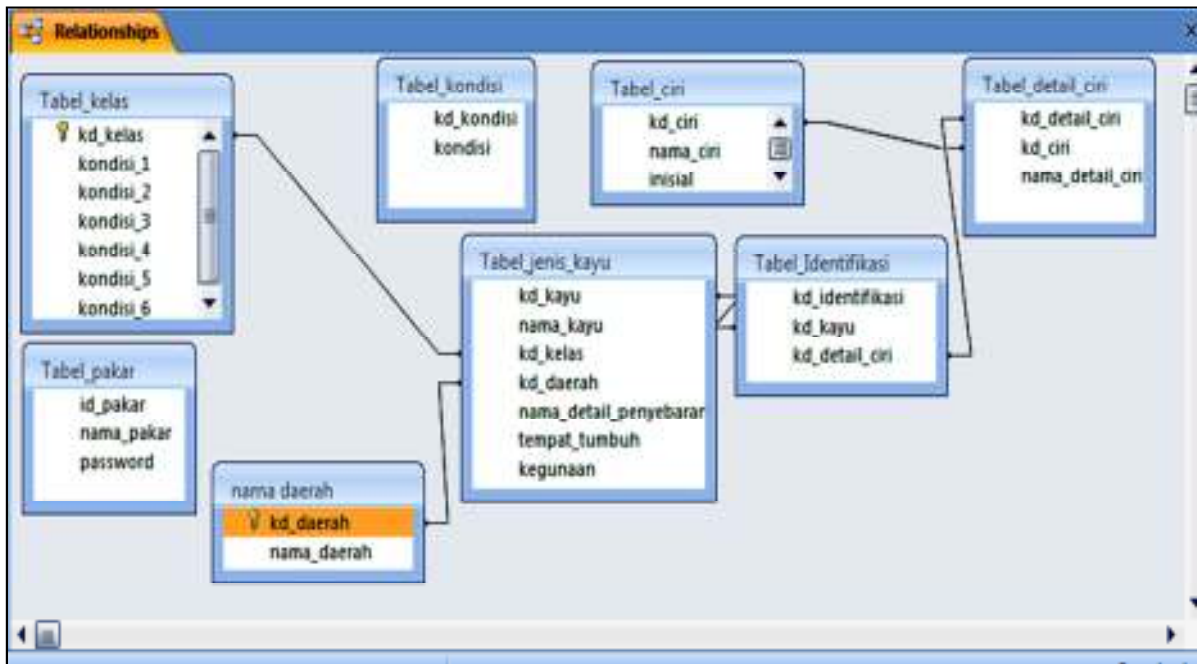 Relationships
Tabel_kelas
kd_kelas
kondisi_1
kondisi_2
kondisi_3
kondisi_4
kondisi_5
kondisi_6
Tabel_kondisi
kd_kondisi
kondisi
Tabel_ciri
kd_ciri
nama_ciri
inisial
Tabel_detail_ciri
kd_detail_ciri
kd_ciri
nama_detail_ciri
Tabel_jenis_kayu
kd_kayu
nama_kayu
kd_kelas
kd_daerah
nama_detail_penyebaran
tempat_tumbuh
kegunaan
Tabel_Identifikasi
kd_identifikasi
kd_kayu
kd_detail_ciri
Tabel_pakar
id_pakar
nama_pakar
password
nama daerah
kd_daerah
nama_daerah